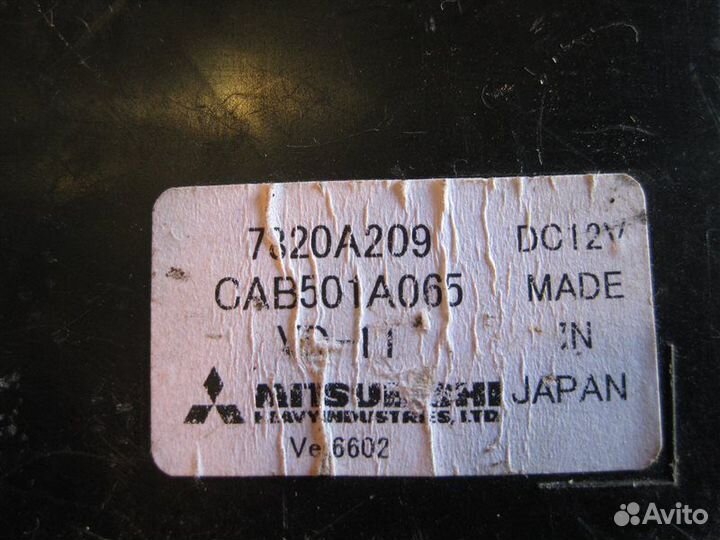 7820A209 DC12V
CAB501A065 MADE
IN
MITSUBISHI JAPAN
HEAVY INDUSTRIES, LTD.
Ve 6602
Avito